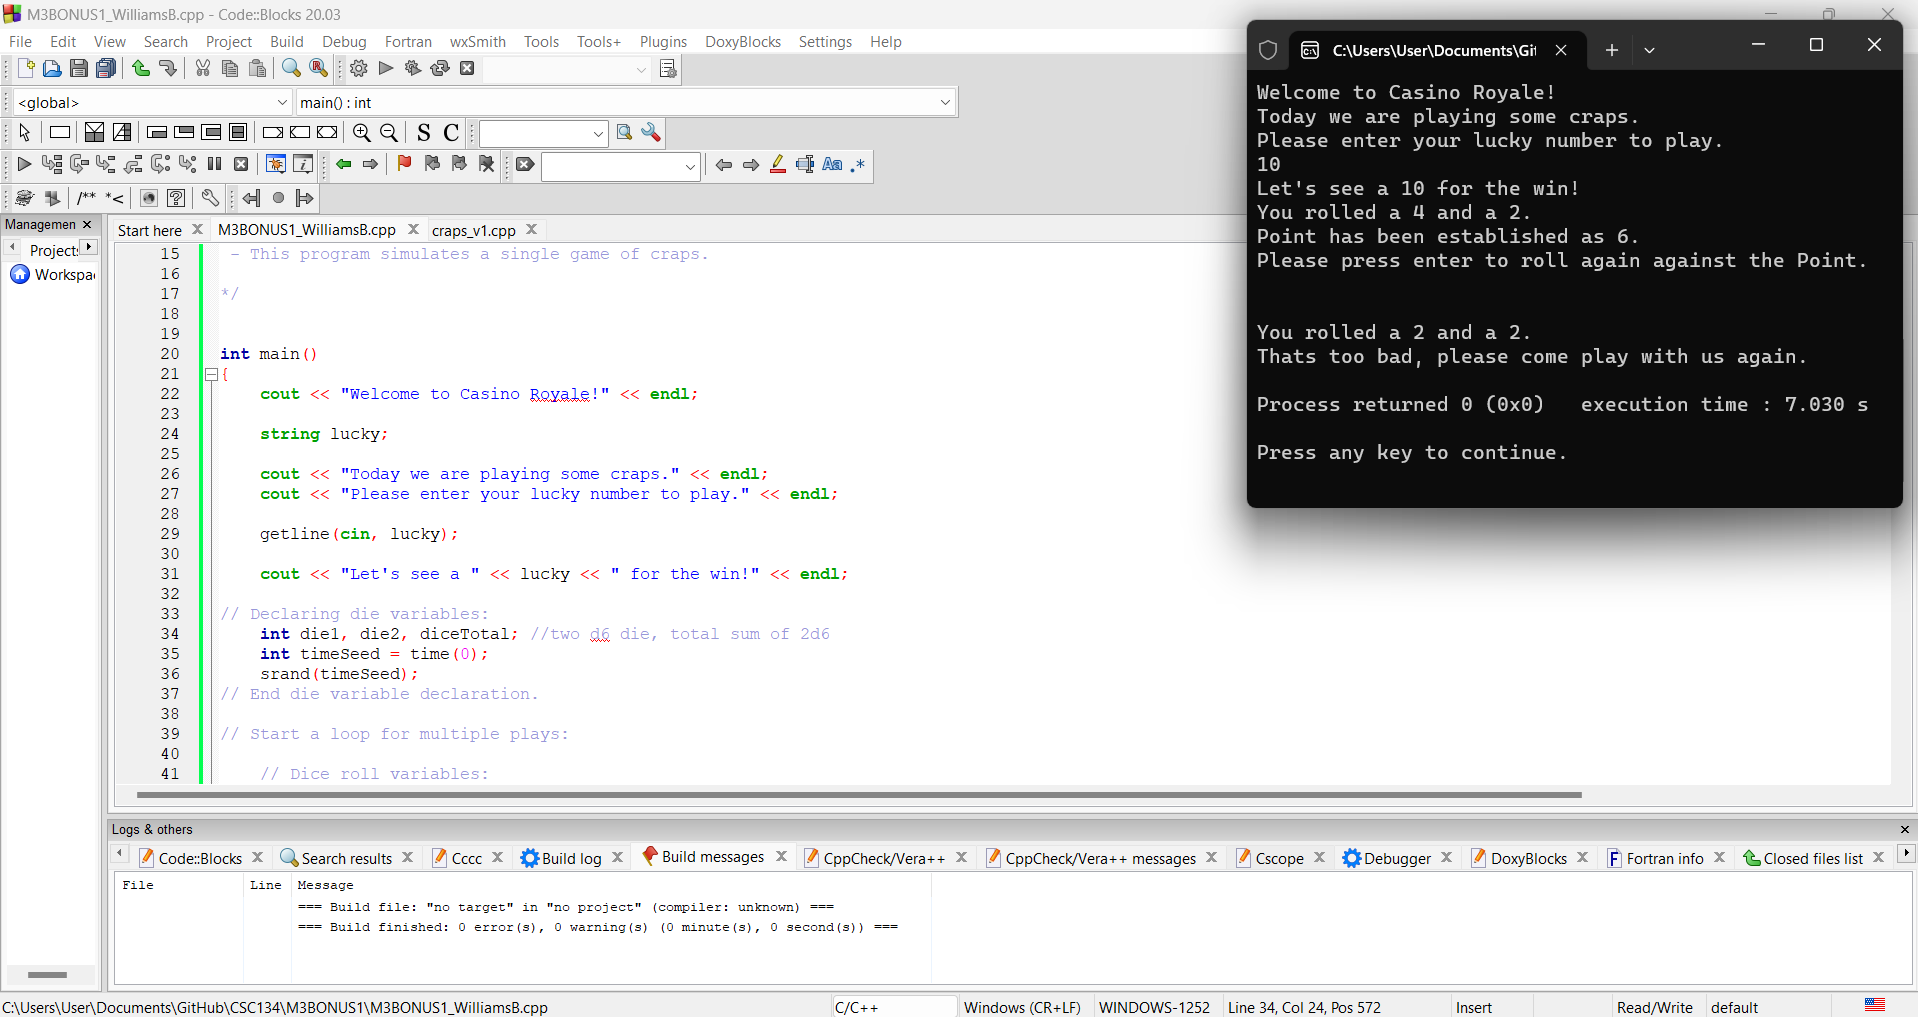 M3BONUS1_WilliamsB.cpp - Code::Blocks 20.03
File Edit View Search Project Build Debug Fortran wxSmith Tools Tools+ Plugins DoxyBlocks Settings Help
<global> main() : int
S C
Aa .*
/** *<
Managemen
Projects
Workspa
Start here M3BONUS1_WilliamsB.cpp craps_v1.cpp
15 - This program simulates a single game of craps.
16
17 */
18
19
20 int main()
21 {
22 cout << "Welcome to Casino Royale!" << endl;
23
24 string lucky;
25
26 cout << "Today we are playing some craps." << endl;
27 cout << "Please enter your lucky number to play." << endl;
28
29 getline(cin, lucky);
30
31 cout << "Let's see a " << lucky << " for the win!" << endl;
32
33 // Declaring die variables:
34 int die1, die2, diceTotal; //two d6 die, total sum of 2d6
35 int timeSeed = time(0);
36 srand(timeSeed);
37 // End die variable declaration.
38
39 // Start a loop for multiple plays:
40
41 // Dice roll variables:
C:\Users\User\Documents\Git
Welcome to Casino Royale!
Today we are playing some craps.
Please enter your lucky number to play.
10
Let's see a 10 for the win!
You rolled a 4 and a 2.
Point has been established as 6.
Please press enter to roll again against the Point.
You rolled a 2 and a 2.
Thats too bad, please come play with us again.
Process returned 0 (0x0) execution time : 7.030 s
Press any key to continue.
Logs & others
Code::Blocks Search results Cccc Build log Build messages CppCheck/Vera++ CppCheck/Vera++ messages Cscope Debugger DoxyBlocks Fortran info Closed files list
File Line Message
=== Build file: "no target" in "no project" (compiler: unknown) ===
=== Build finished: 0 error(s), 0 warning(s) (0 minute(s), 0 second(s)) ===
C:\Users\User\Documents\GitHub\CSC134\M3BONUS1\M3BONUS1_WilliamsB.cpp C/C++ Windows (CR+LF) WINDOWS-1252 Line 34, Col 24, Pos 572 Insert Read/Write default